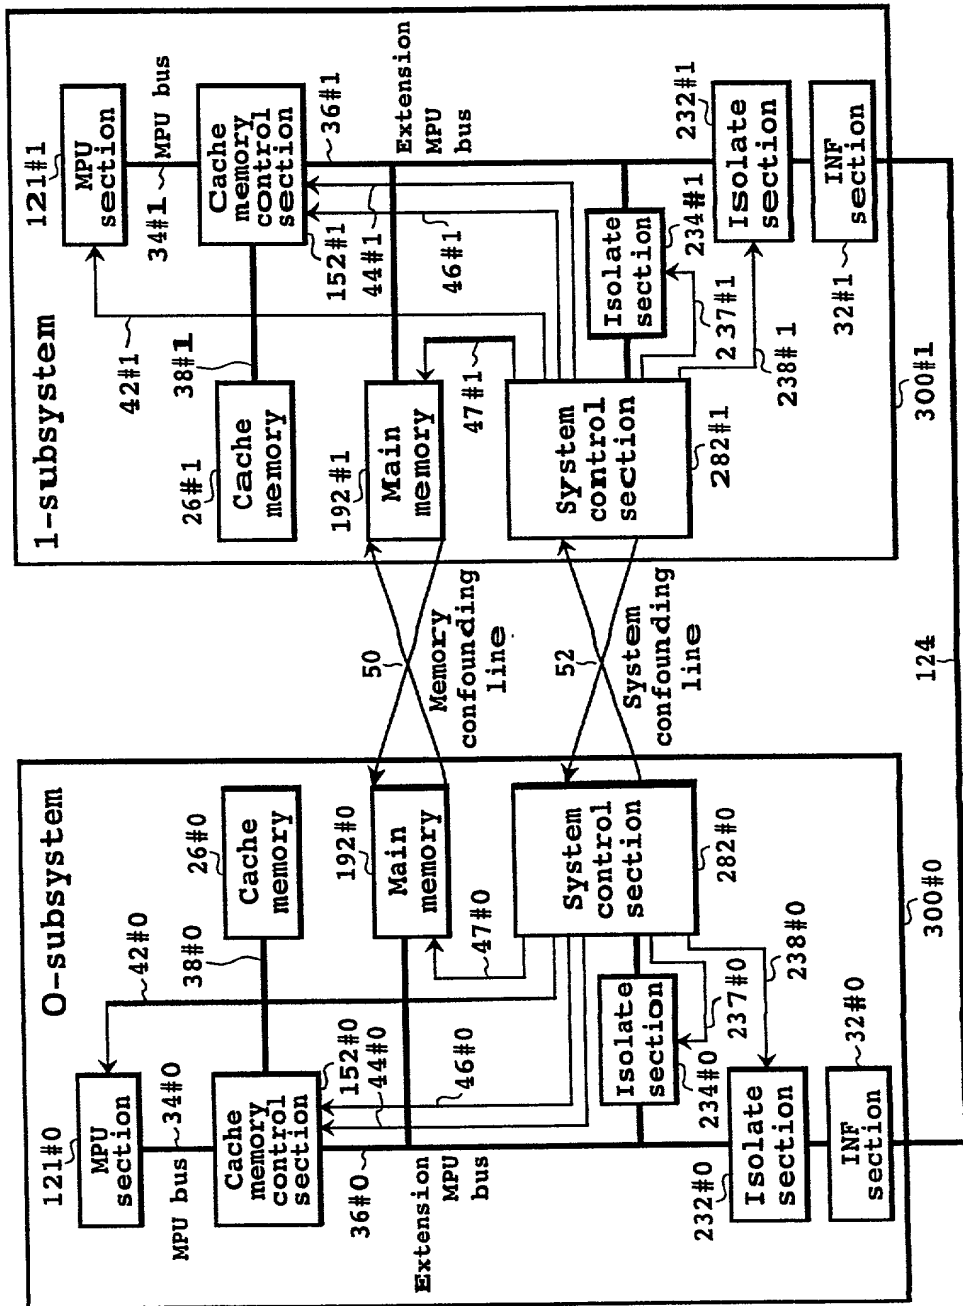 0-subsystem
121#0
MPU
section
34#0
MPU bus
42#0
38#0
26#0
Cache
memory
Cache
memory
control
section
152#0
44#0
46#0
36#0
Extension
MPU
bus
192#0
Main
memory
47#0
System
control
section
282#0
Isolate
section
234#0
237#0
238#0
232#0
Isolate
section
INF
section
32#0
300#0
50
Memory
confounding
line
52
System
confounding
line
124
1-subsystem
121#1
MPU
section
34#1
MPU bus
42#1
38#1
26#1
Cache
memory
Cache
memory
control
section
152#1
44#1
46#1
36#1
Extension
MPU
bus
192#1
Main
memory
47#1
System
control
section
282#1
Isolate
section
234#1
237#1
238#1
232#1
Isolate
section
INF
section
32#1
300#1